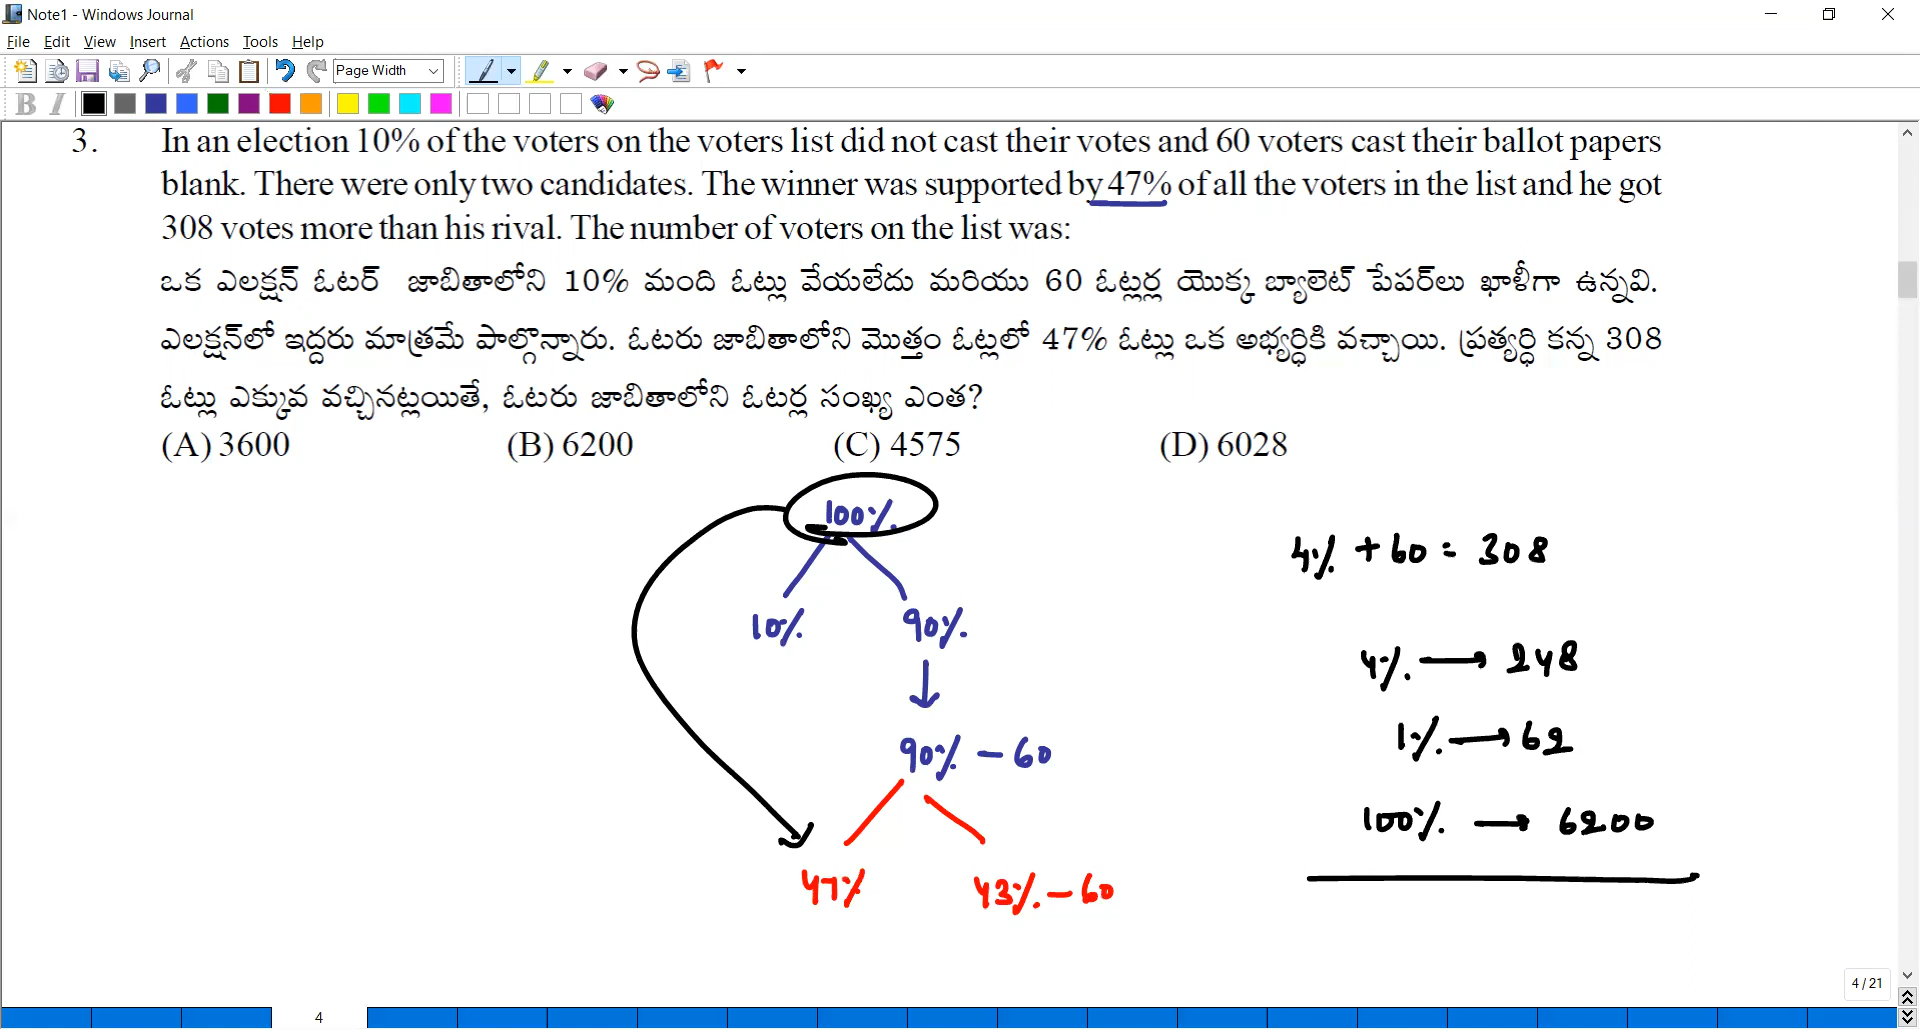 Note1 - Windows Journal
File Edit View Insert Actions Tools Help
Page Width
B I
3. In an election 10% of the voters on the voters list did not cast their votes and 60 voters cast their ballot papers
blank. There were only two candidates. The winner was supported by 47% of all the voters in the list and he got
308 votes more than his rival. The number of voters on the list was:
ఒక ఎలక్షన్ ఓటర్ జాబితాలోని 10% మంది ఓట్లు వేయలేదు మరియు 60 ఓట్లర్ల యొక్క బ్యాలెట్ పేపర్‌లు ఖాళీగా ఉన్నవి.
ఎలక్షన్‌లో ఇద్దరు మాత్రమే పాల్గొన్నారు. ఓటరు జాబితాలోని మొత్తం ఓట్లలో 47% ఓట్లు ఒక అభ్యర్ధికి వచ్చాయి. ప్రత్యర్ధి కన్న 308
ఓట్లు ఎక్కువ వచ్చినట్లయితే, ఓటరు జాబితాలోని ఓటర్ల సంఖ్య ఎంత?
(A) 3600 (B) 6200 (C) 4575 (D) 6028
100%
4% + 60 = 308
10% 90%
4% → 248
90% - 60
1% → 62
100% → 6200
47% 43% - 60
4 / 21
4